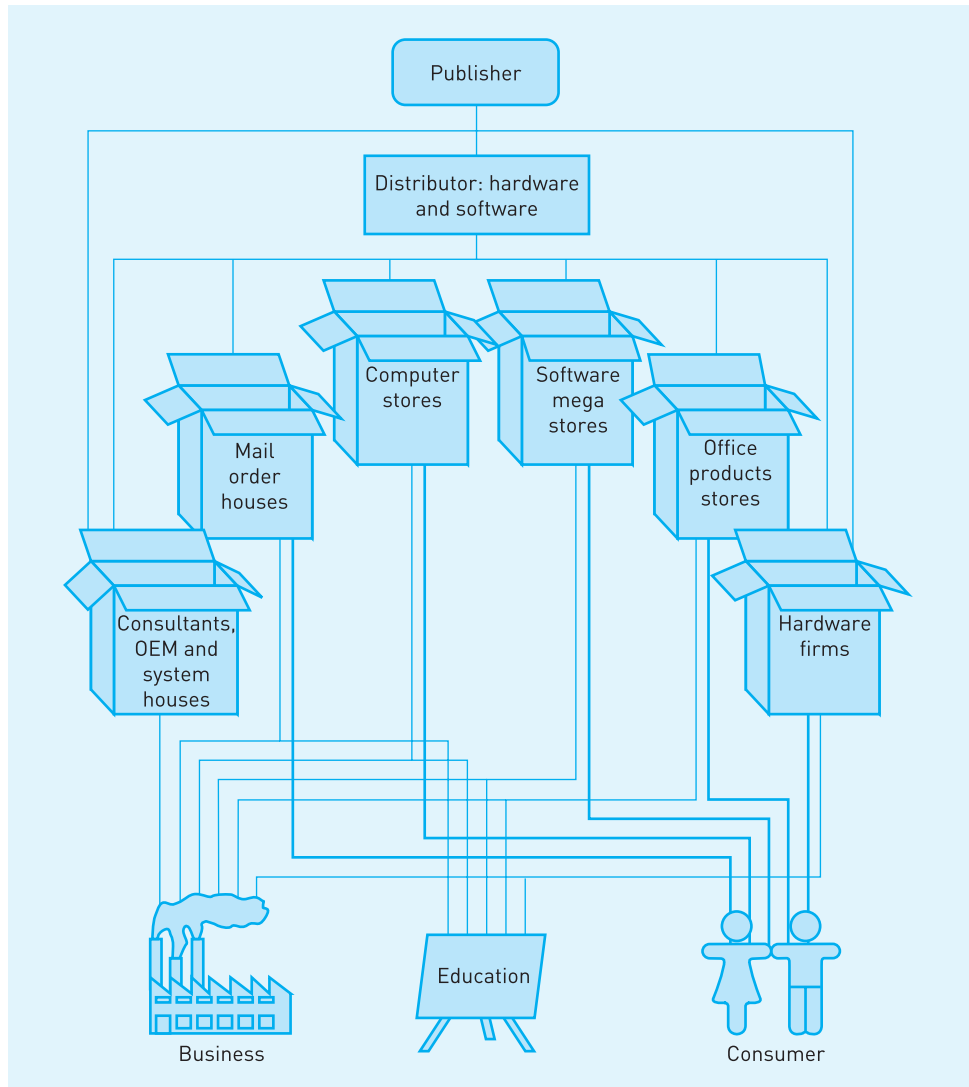 Publisher
Distributor: hardware
and software
Computer
stores
Software
mega
stores
Mail
order
houses
Office
products
stores
Consultants,
OEM and
system
houses
Hardware
firms
Education
Business
Consumer